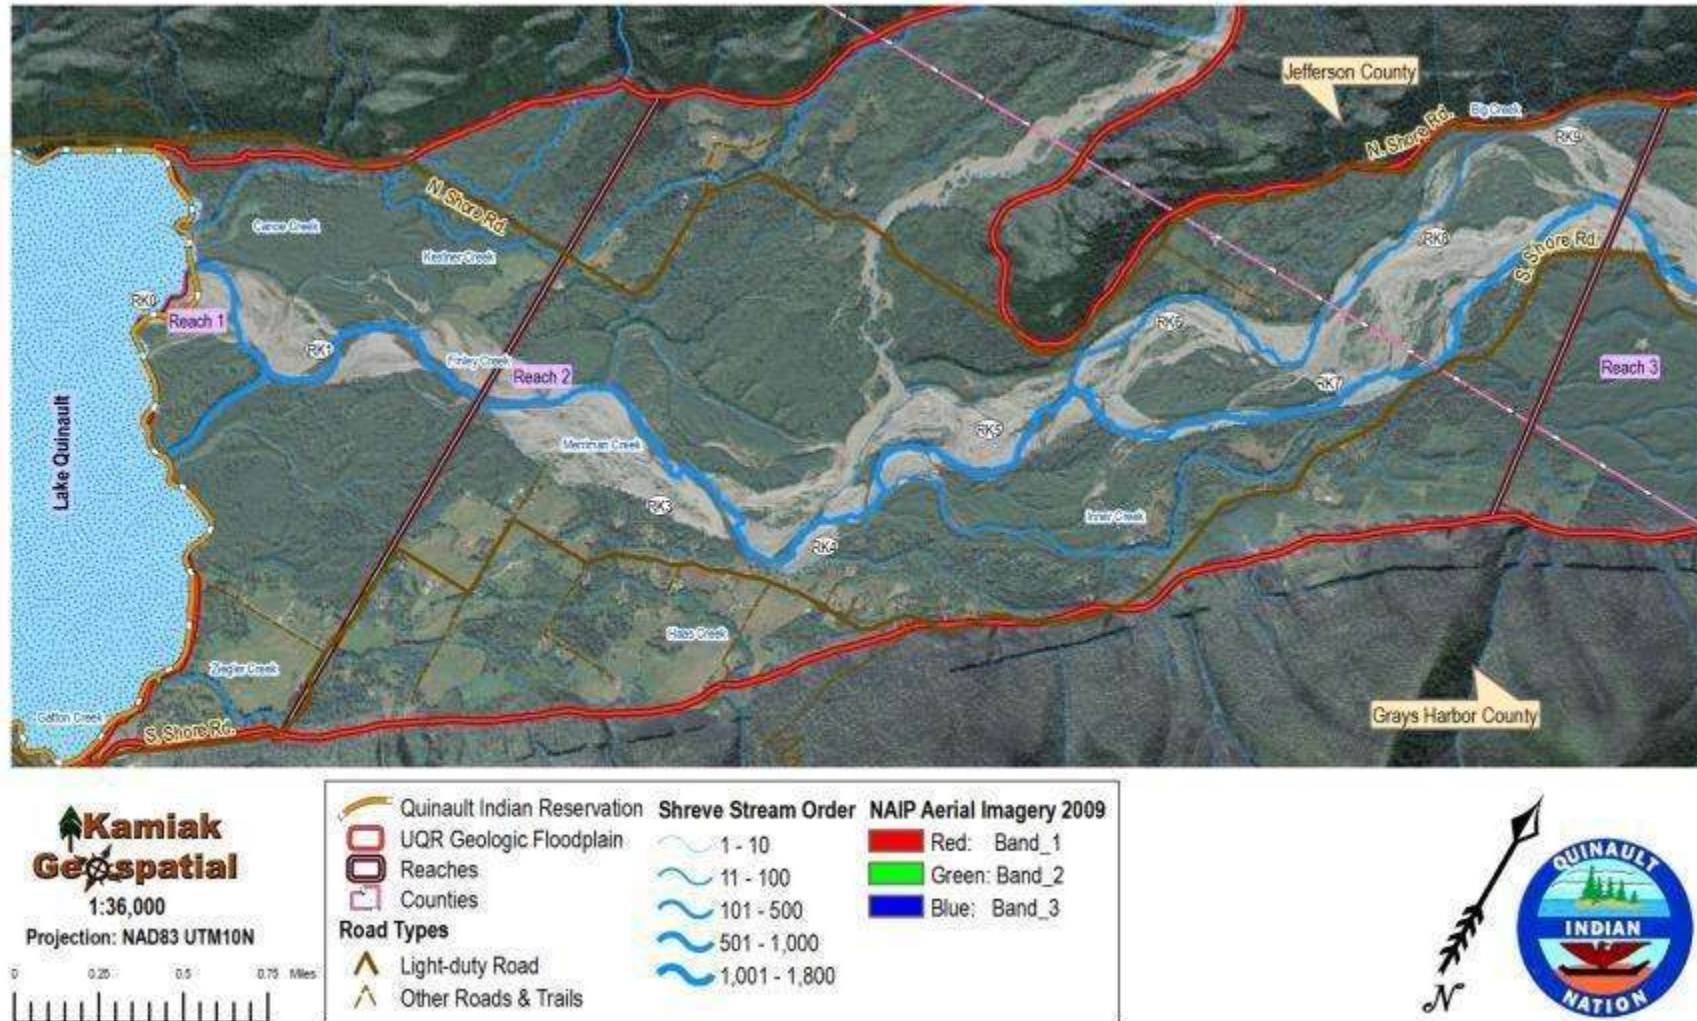 Jefferson County
Big Creek
N. Shore Rd.
RK9
N. Shore Rd.
Canoe Creek
Kestner Creek
RK8
S. Shore Rd.
RK0
Reach 1
RK1
RK6
Finley Creek
Reach 2
RK7
Reach 3
Lake Quinault
Merriman Creek
RK5
RK3
RK4
Inner Creek
Haas Creek
Ziegler Creek
Gatton Creek
S. Shore Rd.
Grays Harbor County
Kamiak
Geospatial
1:36,000
Projection: NAD83 UTM10N
0 0.25 0.5 0.75 Miles
Quinault Indian Reservation
UQR Geologic Floodplain
Reaches
Counties
Road Types
Light-duty Road
Other Roads & Trails
Shreve Stream Order
1 - 10
11 - 100
101 - 500
501 - 1,000
1,001 - 1,800
NAIP Aerial Imagery 2009
Red: Band_1
Green: Band_2
Blue: Band_3
N
QUINAULT
INDIAN
NATION